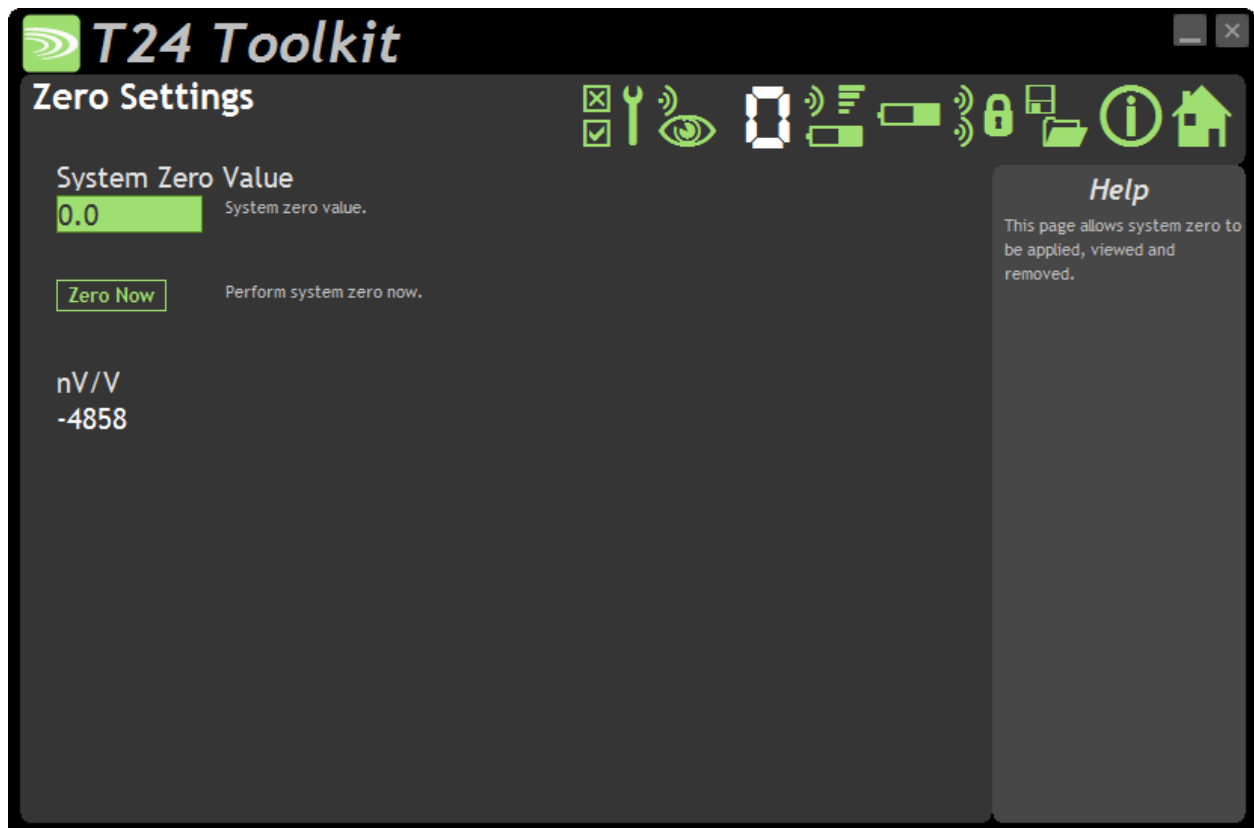 T24 Toolkit
Zero Settings
System Zero Value
0.0
System zero value.
Zero Now
Perform system zero now.
nV/V
-4858
Help
This page allows system zero to
be applied, viewed and
removed.